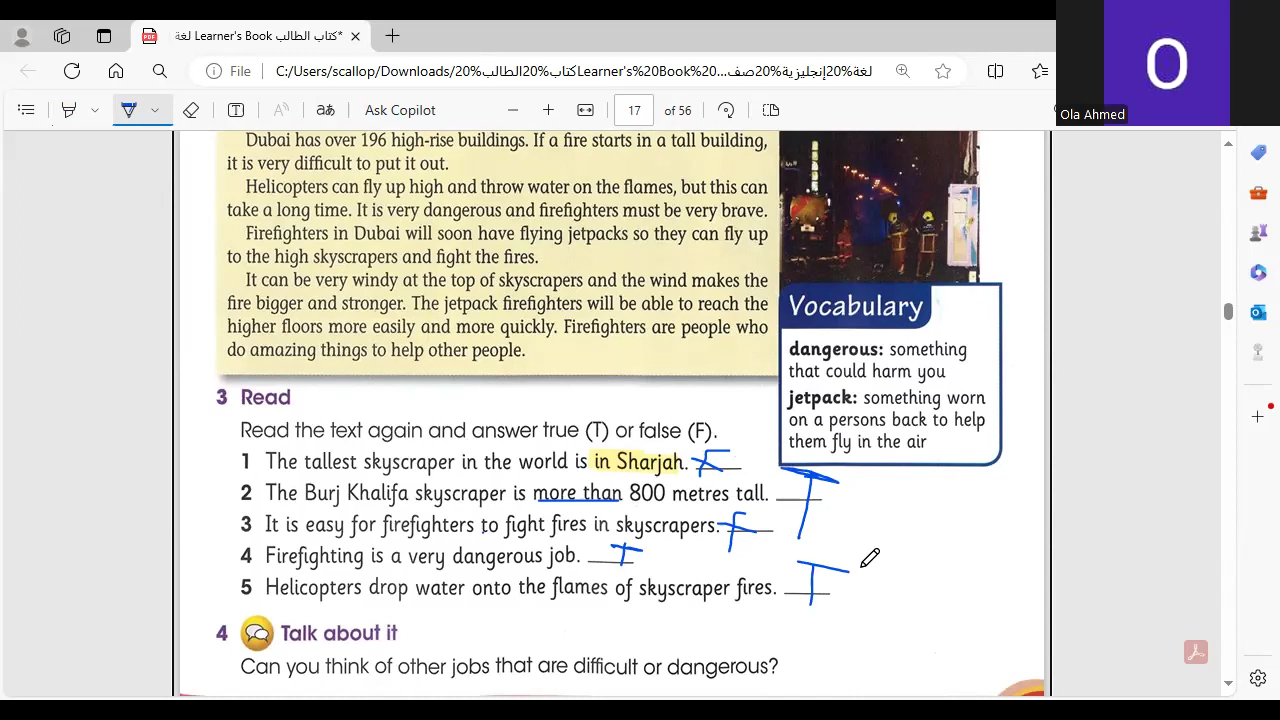 لغة Learner's Book كتاب الطالب*
File
C:/Users/scallop/Downloads/كتاب%20الطالب%20Learner's%20Book...لغة%20إنجليزية%20صف
Ask Copilot
17 of 56
O
Ola Ahmed
Dubai has over 196 high-rise buildings. If a fire starts in a tall building,
it is very difficult to put it out.
Helicopters can fly up high and throw water on the flames, but this can
take a long time. It is very dangerous and firefighters must be very brave.
Firefighters in Dubai will soon have flying jetpacks so they can fly up
to the high skyscrapers and fight the fires.
It can be very windy at the top of skyscrapers and the wind makes the
fire bigger and stronger. The jetpack firefighters will be able to reach the
higher floors more easily and more quickly. Firefighters are people who
do amazing things to help other people.
Vocabulary
dangerous: something
that could harm you
jetpack: something worn
on a persons back to help
them fly in the air
3 Read
Read the text again and answer true (T) or false (F).
1 The tallest skyscraper in the world is in Sharjah. F
2 The Burj Khalifa skyscraper is more than 800 metres tall. T
3 It is easy for firefighters to fight fires in skyscrapers. F
4 Firefighting is a very dangerous job. T
5 Helicopters drop water onto the flames of skyscraper fires. T
4 Talk about it
Can you think of other jobs that are difficult or dangerous?